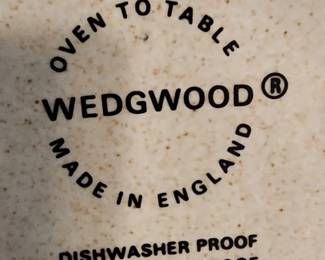 OVEN TO TABLE
WEDGWOOD®
MADE IN ENGLAND
DISHWASHER PROOF